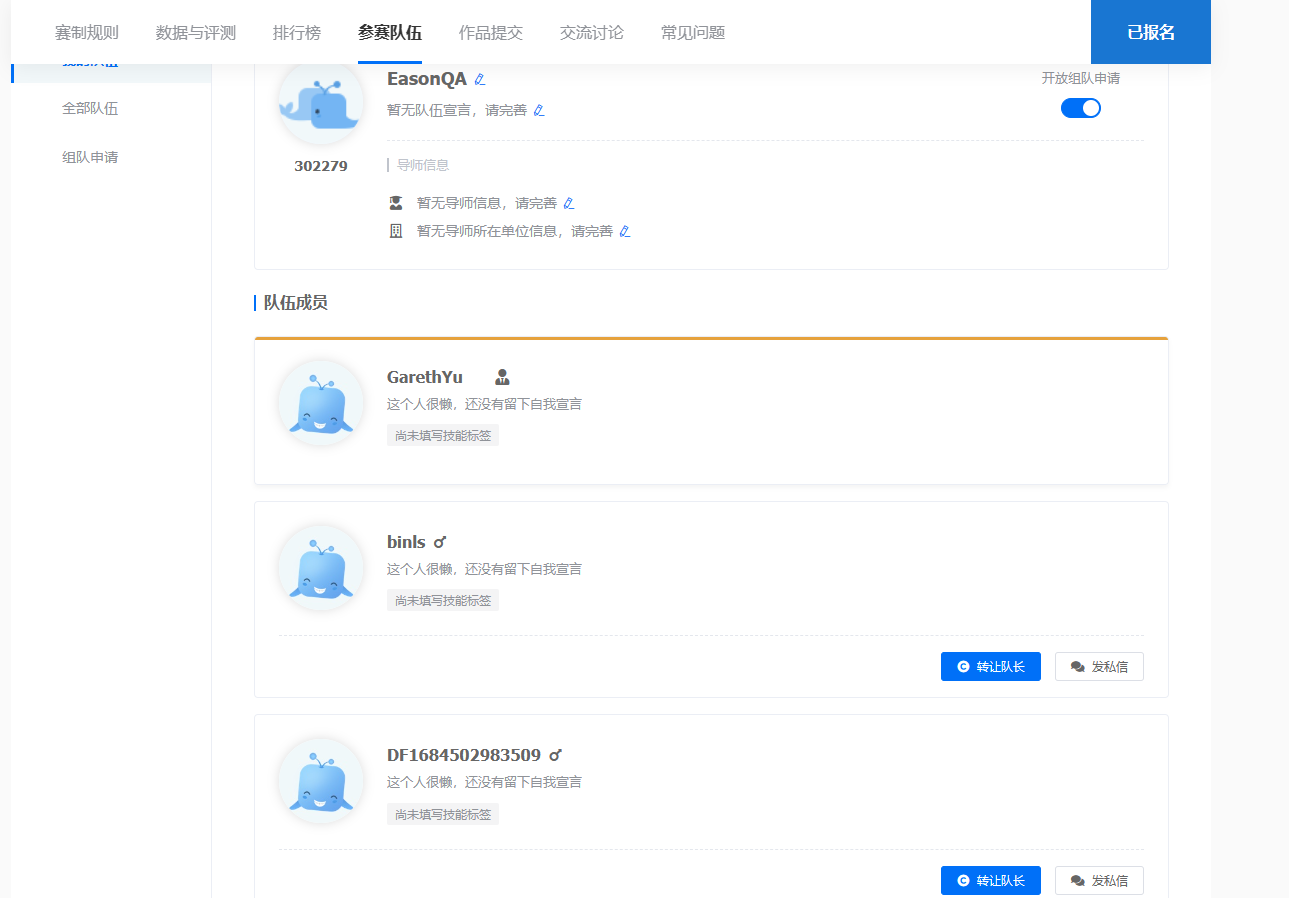 赛制规则
数据与评测
排行榜
参赛队伍
作品提交
交流讨论
常见问题
已报名
我的队伍
全部队伍
组队申请
EasonQA
开放组队申请
暂无队伍宣言，请完善
302279
导师信息
暂无导师信息，请完善
暂无导师所在单位信息，请完善
队伍成员
GarethYu
这个人很懒，还没有留下自我宣言
尚未填写技能标签
binls
这个人很懒，还没有留下自我宣言
尚未填写技能标签
转让队长
发私信
DF1684502983509
这个人很懒，还没有留下自我宣言
尚未填写技能标签
转让队长
发私信